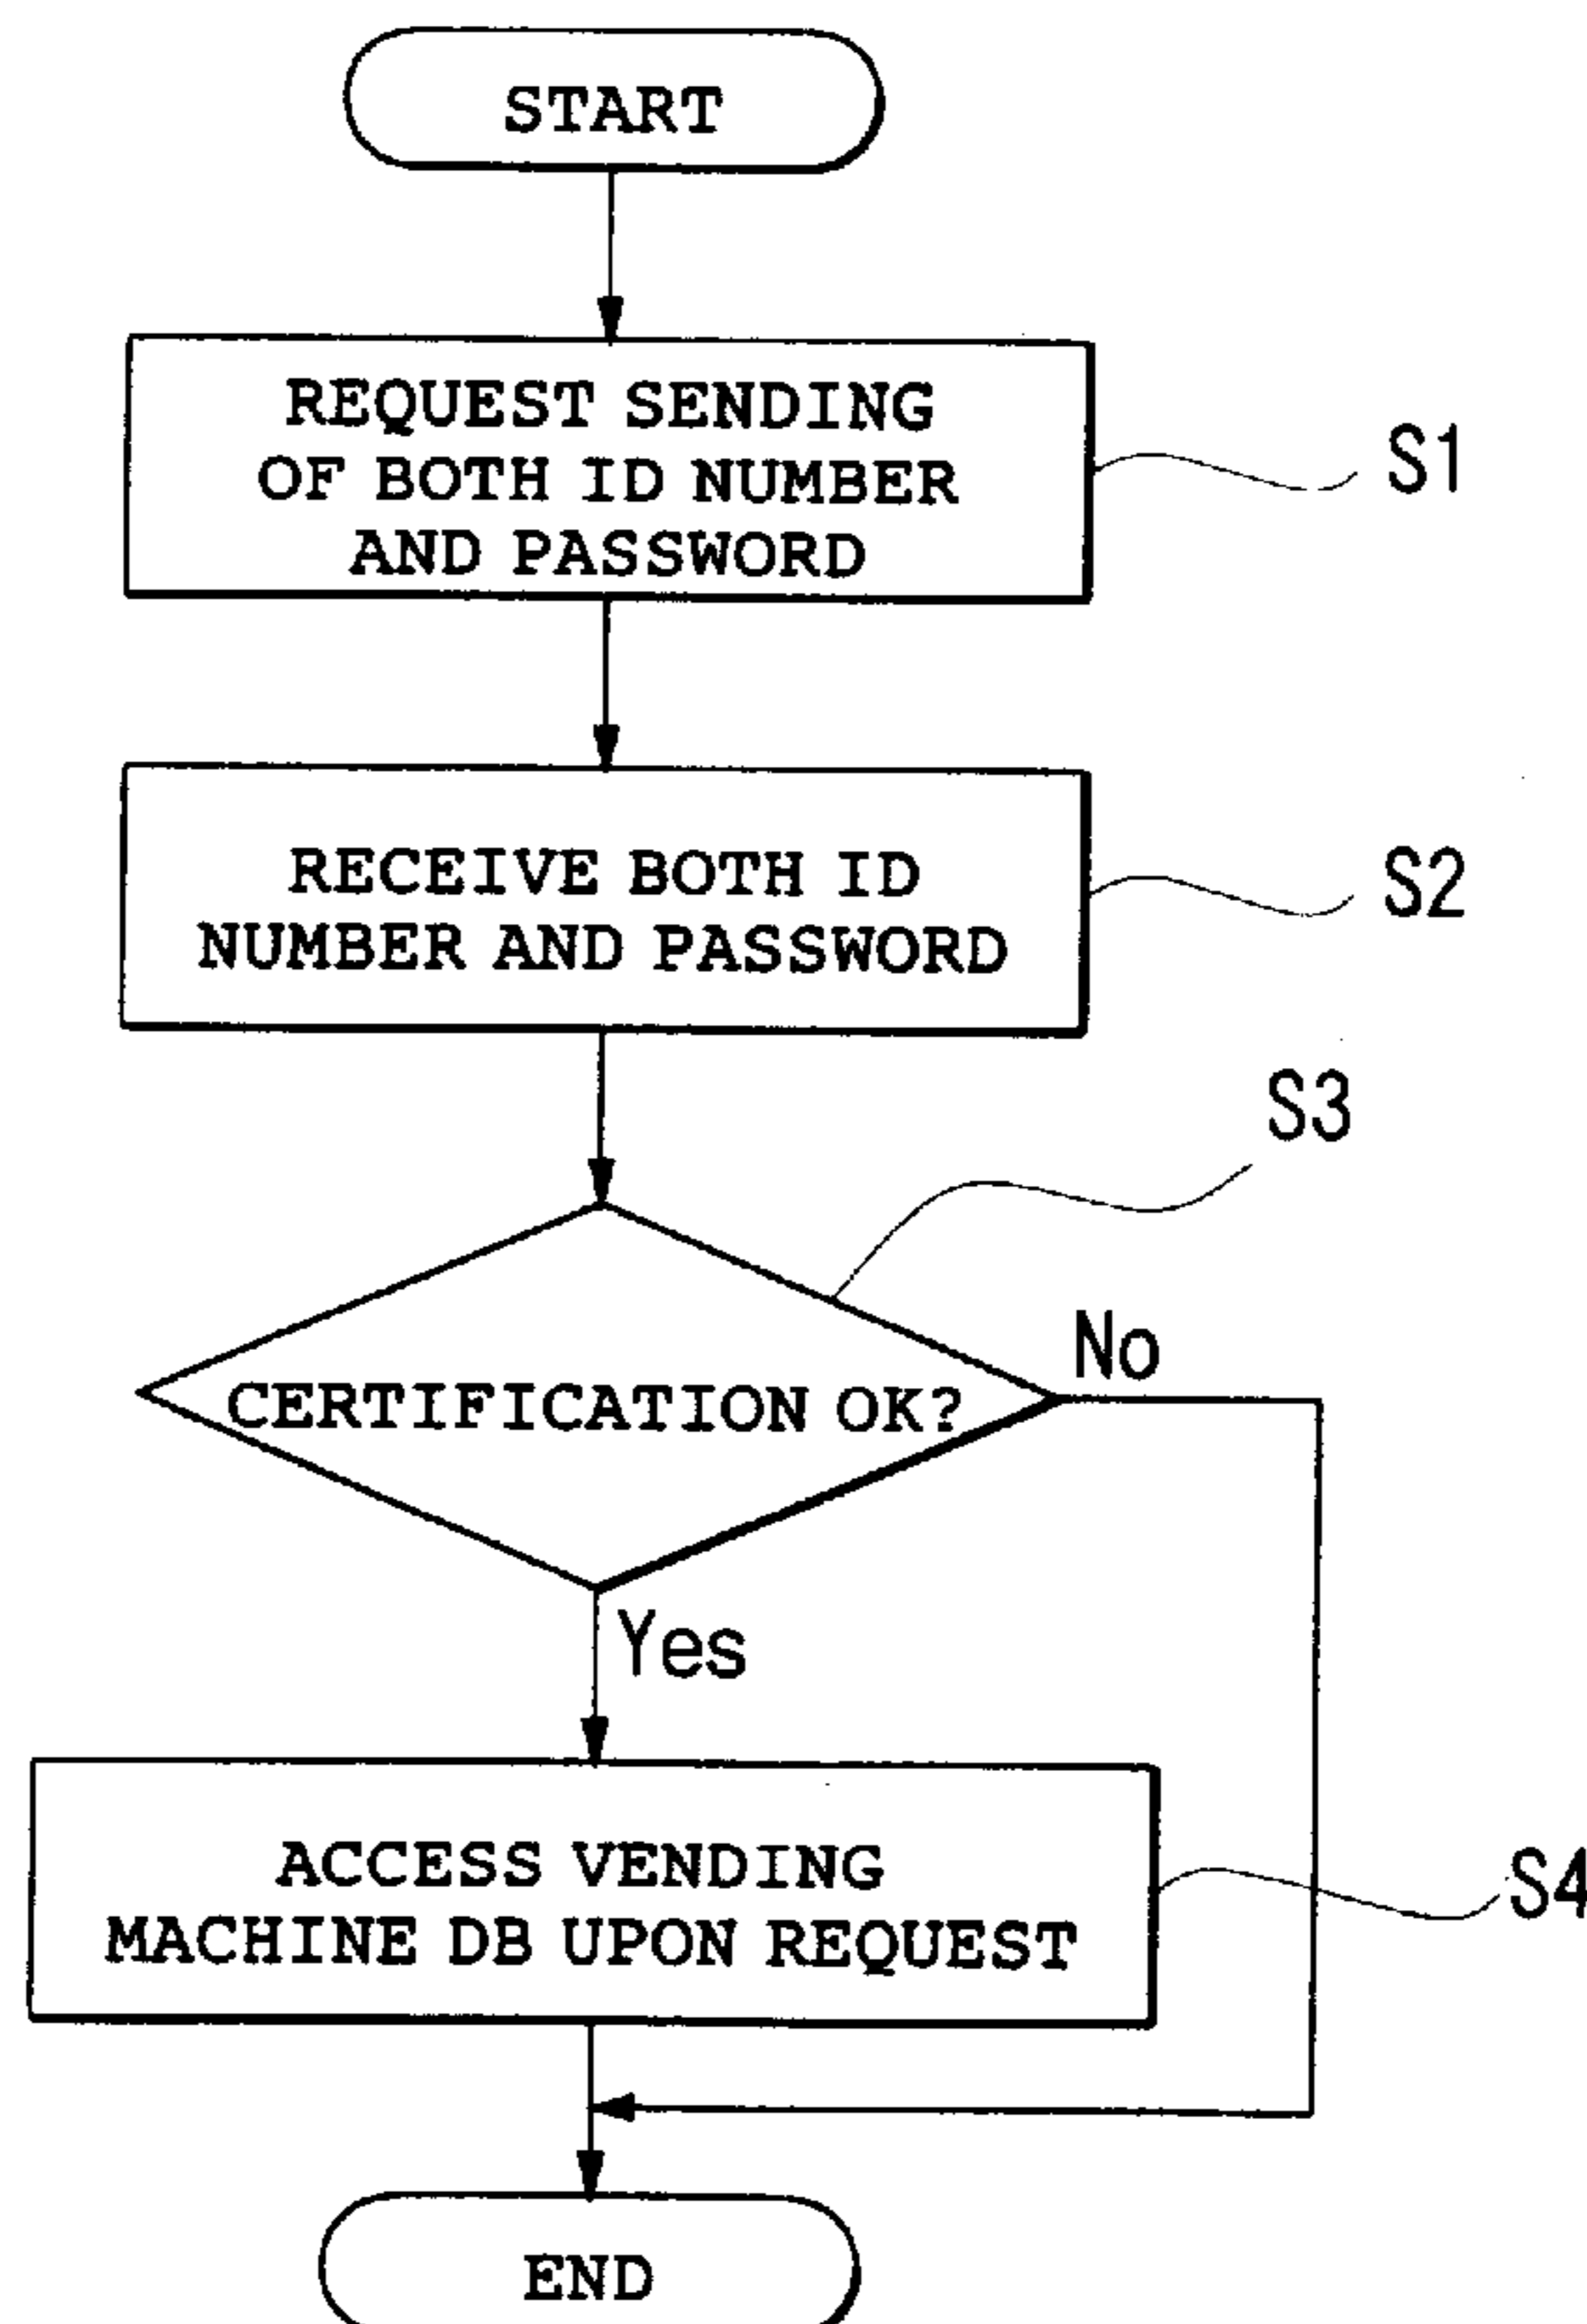 START
REQUEST SENDING
OF BOTH ID NUMBER
AND PASSWORD
S1
RECEIVE BOTH ID
NUMBER AND PASSWORD
S2
S3
CERTIFICATION OK?
No
Yes
ACCESS VENDING
MACHINE DB UPON REQUEST
S4
END